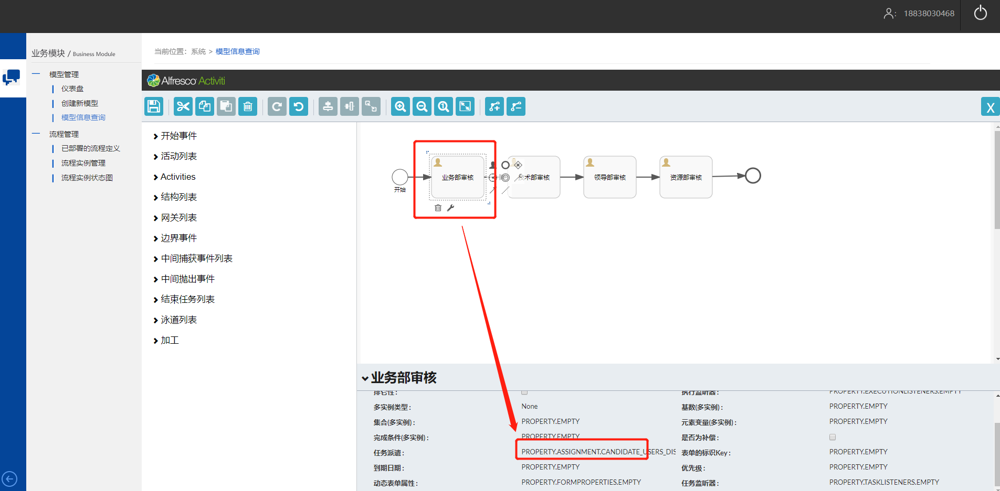 18838030468
业务模块 / Business Module
模型管理
仪表盘
创建新模型
模型信息查询
流程管理
已部署的流程定义
流程实例管理
流程实例状态图
当前位置：系统 > 模型信息查询
Alfresco Activiti
X
开始事件
活动列表
Activities
结构列表
网关列表
边界事件
中间捕获事件列表
中间抛出事件
结束任务列表
泳道列表
加工
开始
业务部审核
术部审核
领导部审核
资源部审核
业务部审核
排它性：
执行监听器：
PROPERTY.EXECUTIONLISTENERS.EMPTY
多实例类型：
None
基数(多实例)：
PROPERTY.EMPTY
集合(多实例)：
PROPERTY.EMPTY
元素变量(多实例)：
PROPERTY.EMPTY
完成条件(多实例)：
PROPERTY.EMPTY
是否为补偿：
任务派遣：
PROPERTY.ASSIGNMENT.CANDIDATE_USERS_DIS
表单的标识Key：
PROPERTY.EMPTY
到期日期：
PROPERTY.EMPTY
优先级：
PROPERTY.EMPTY
动态表单属性：
PROPERTY.FORMPROPERTIES.EMPTY
任务监听器：
PROPERTY.TASKLISTENERS.EMPTY